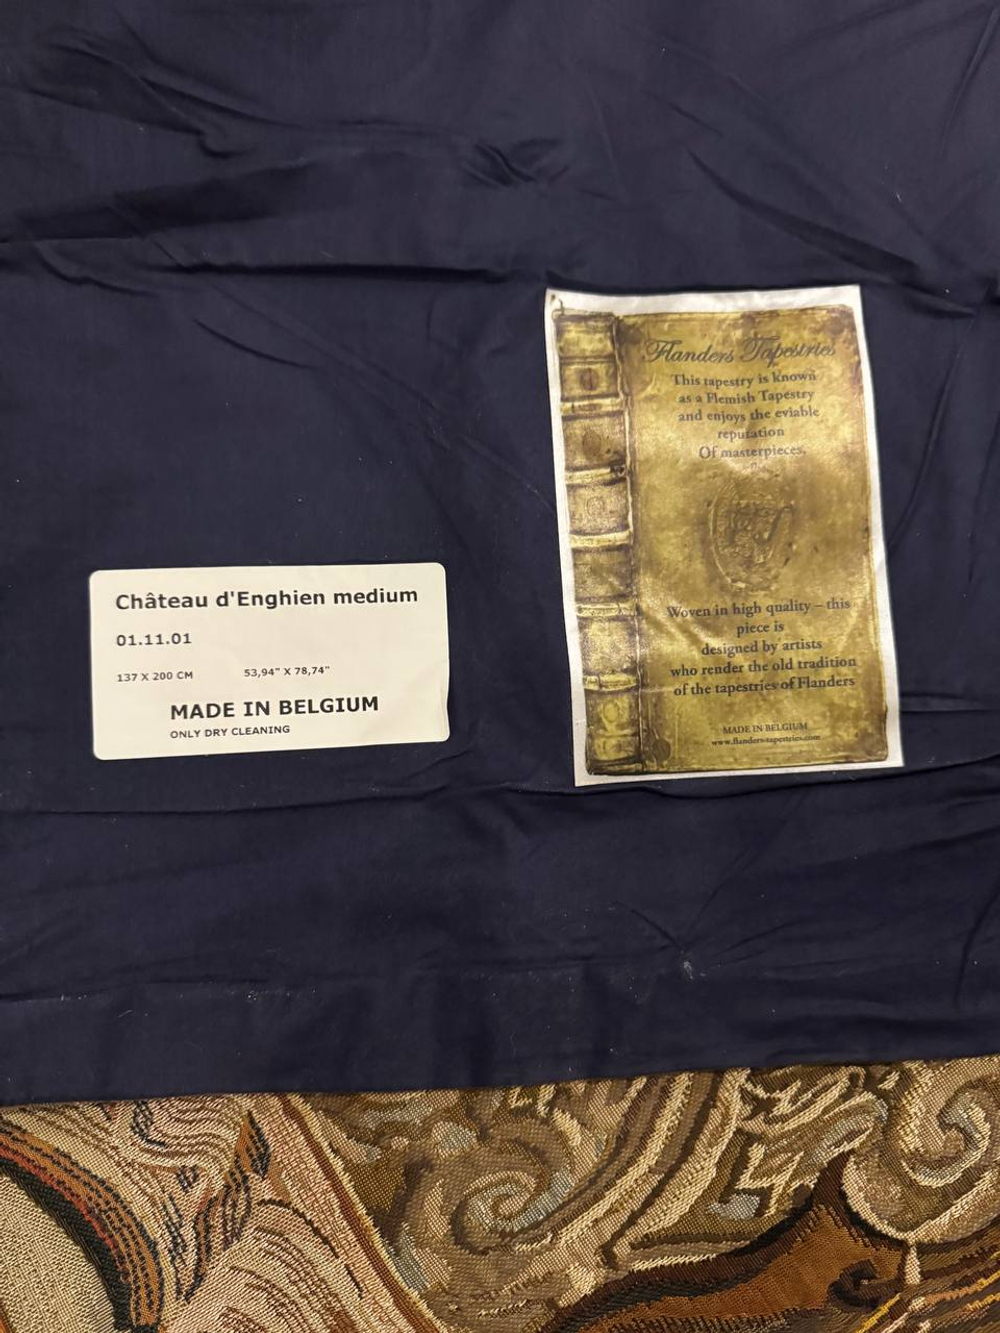 Château d'Enghien medium
01.11.01
137 X 200 CM 53,94" X 78,74"
MADE IN BELGIUM
ONLY DRY CLEANING
Flanders Tapestries
This tapestry is known
as a Flemish Tapestry
and enjoys the eviable
reputation
Of masterpieces.
Woven in high quality – this
piece is
designed by artists
who render the old tradition
of the tapestries of Flanders
MADE IN BELGIUM
www.flanders-tapestries.com